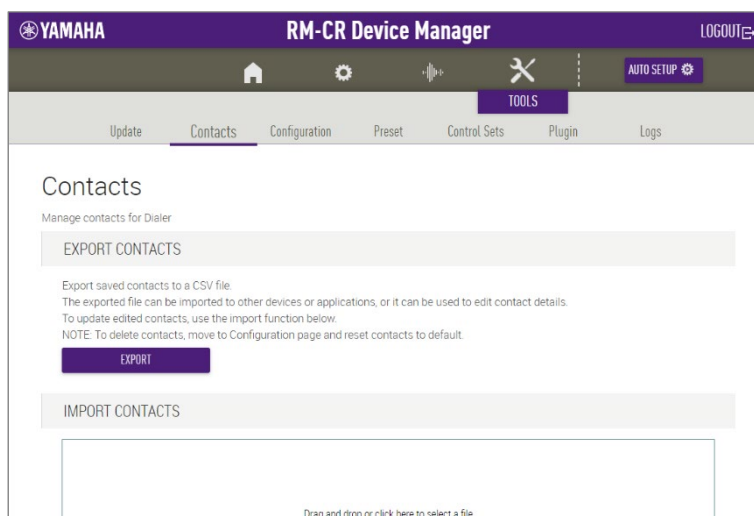 YAMAHA
RM-CR Device Manager
LOGOUT
AUTO SETUP
TOOLS
Update Contacts Configuration Preset Control Sets Plugin Logs
Contacts
Manage contacts for Dialer
EXPORT CONTACTS
Export saved contacts to a CSV file.
The exported file can be imported to other devices or applications, or it can be used to edit contact details.
To update edited contacts, use the import function below.
NOTE: To delete contacts, move to Configuration page and reset contacts to default.
EXPORT
IMPORT CONTACTS
Drag and drop or click here to select a file